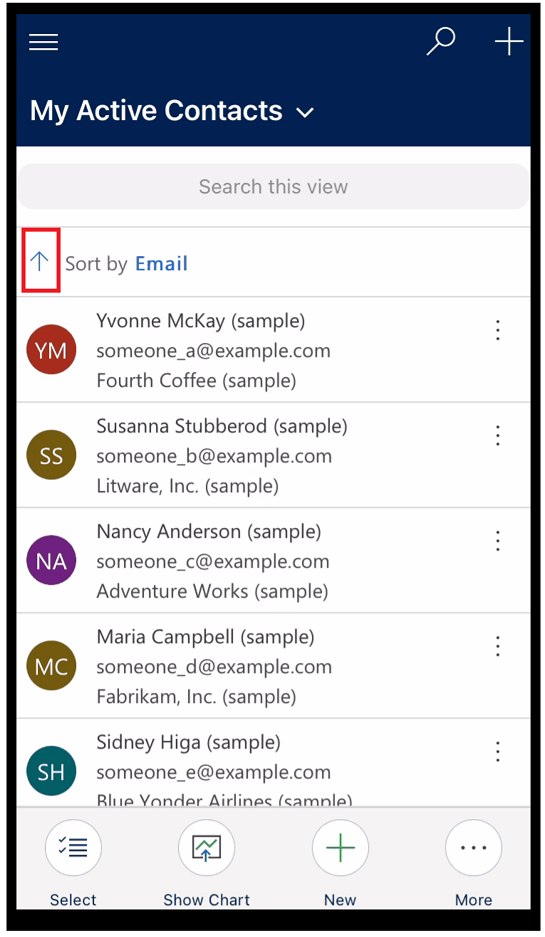 My Active Contacts
Search this view
Sort by Email
Yvonne McKay (sample)
YM
someone_a@example.com
Fourth Coffee (sample)
Susanna Stubberod (sample)
SS
someone_b@example.com
Litware, Inc. (sample)
Nancy Anderson (sample)
NA
someone_c@example.com
Adventure Works (sample)
Maria Campbell (sample)
MC
someone_d@example.com
Fabrikam, Inc. (sample)
Sidney Higa (sample)
SH
someone_e@example.com
Blue Yonder Airlines (sample)
Select
Show Chart
New
More